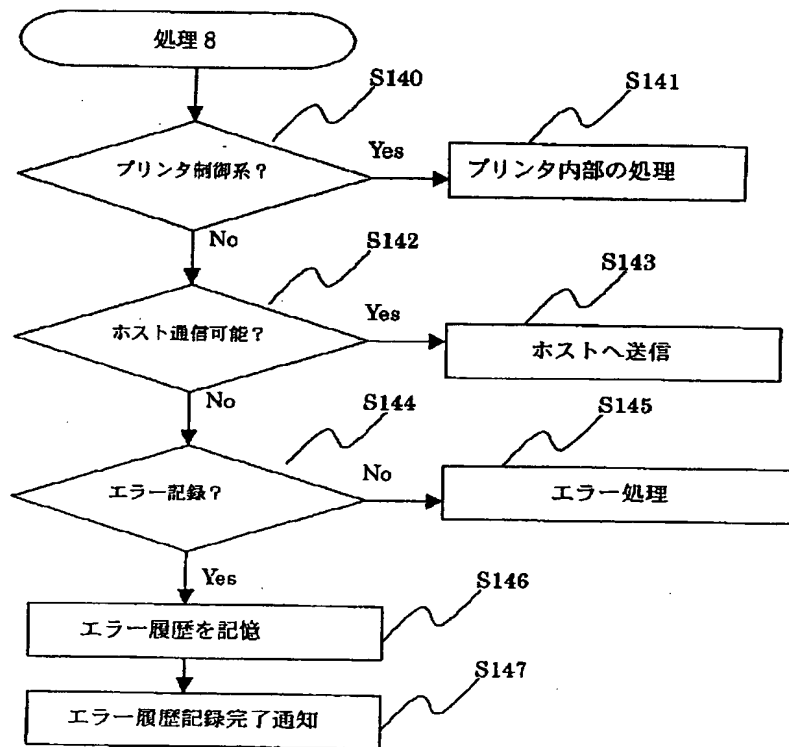 処理8
S140
S141
プリンタ制御系?
Yes
プリンタ内部の処理
No
S142
S143
ホスト通信可能?
Yes
ホストへ送信
No
S144
S145
エラー記録?
No
エラー処理
Yes
S146
エラー履歴を記憶
S147
エラー履歴記録完了通知